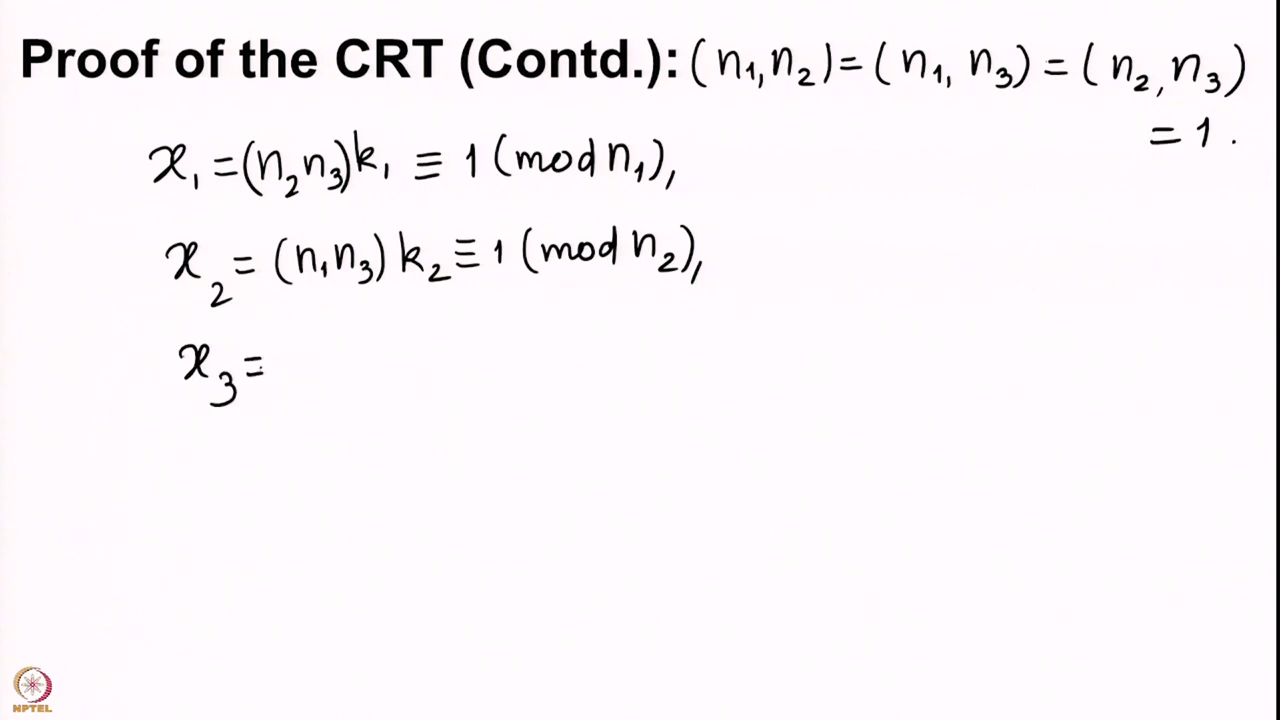 Proof of the CRT (Contd.): (n₁,n₂)=(n₁, n₃)=(n₂,n₃)
=1.
x₁=(n₂n₃)k₁ ≡ 1 (mod n₁),
x₂ = (n₁n₃) k₂ ≡ 1 (mod n₂),
x₃=
NPTEL